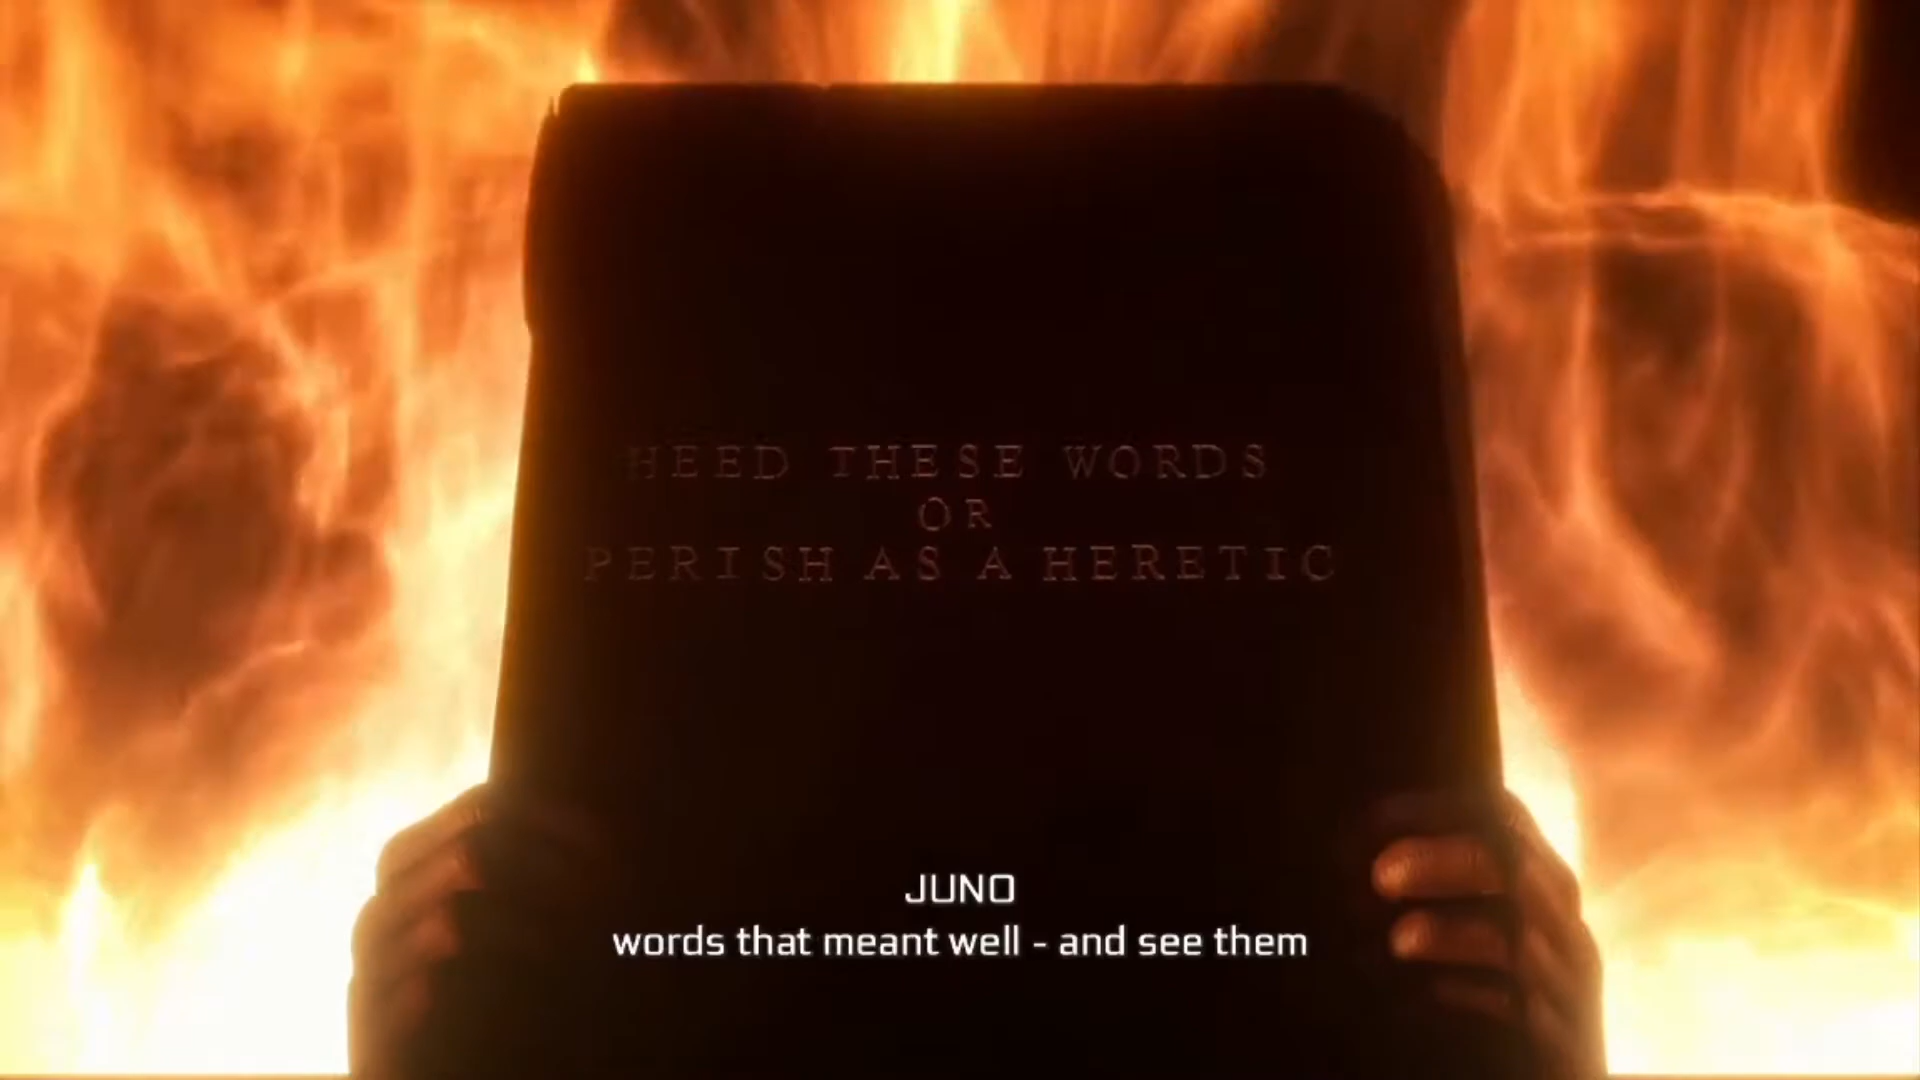 HEED THESE WORDS
OR
PERISH AS A HERETIC
JUNO
words that meant well - and see them